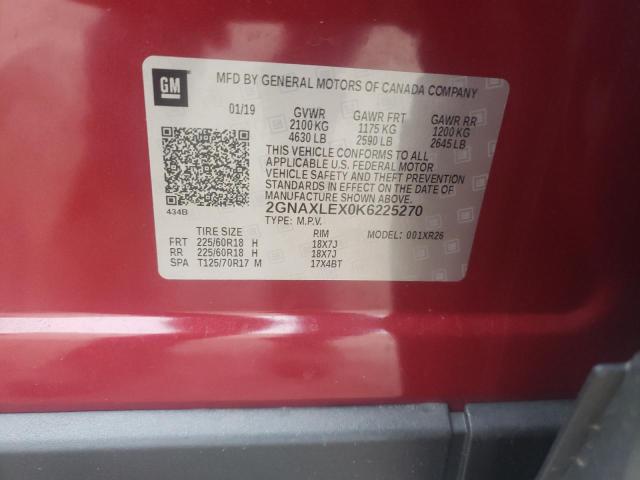 GM
MFD BY GENERAL MOTORS OF CANADA COMPANY
01/19 GVWR GAWR FRT GAWR RR
2100 KG 1175 KG 1200 KG
4630 LB 2590 LB 2645 LB
THIS VEHICLE CONFORMS TO ALL
APPLICABLE U.S. FEDERAL MOTOR
VEHICLE SAFETY AND THEFT
PREVENTION STANDARDS IN
EFFECT ON THE DATE OF
MANUFACTURE SHOWN ABOVE.
2GNAXLEX0K6225270
434B
TYPE: M.P.V. MODEL: 001XR26
TIRE SIZE RIM
FRT 225/60R18 H 18X7J
RR 225/60R18 H 18X7J
SPA T125/70R17 M 17X4BT